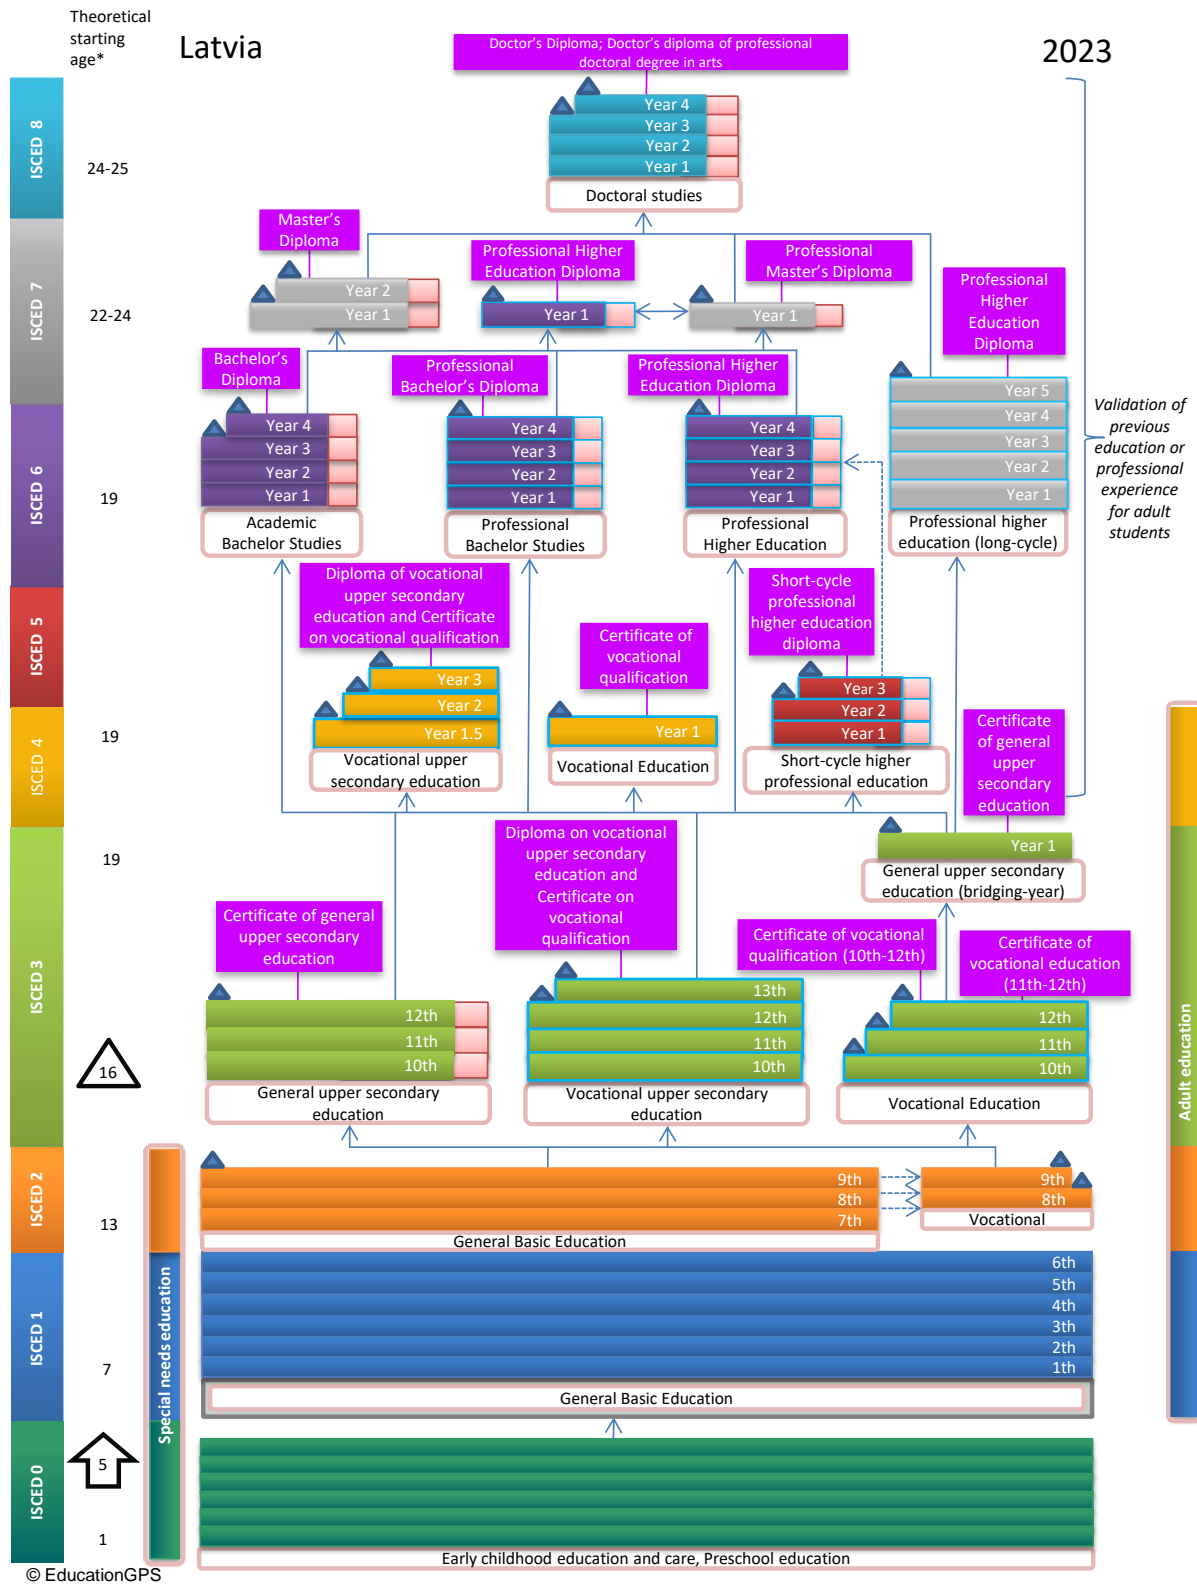 Theoretical
starting
age*
Latvia
2023
Doctor's Diploma; Doctor's diploma of professional
doctoral degree in arts
ISCED 8
24-25
Year 4
Year 3
Year 2
Year 1
Doctoral studies
ISCED 7
22-24
Master's
Diploma
Year 2
Year 1
Professional Higher
Education Diploma
Year 1
Professional
Master's Diploma
Year 1
Professional
Higher
Education
Diploma
Year 5
Year 4
Year 3
Year 2
Year 1
Professional higher
education (long-cycle)
Validation of
previous
education or
professional
experience
for adult
students
ISCED 6
19
Bachelor's
Diploma
Year 4
Year 3
Year 2
Year 1
Academic
Bachelor Studies
Professional
Bachelor's Diploma
Year 4
Year 3
Year 2
Year 1
Professional
Bachelor Studies
Professional Higher
Education Diploma
Year 4
Year 3
Year 2
Year 1
Professional
Higher Education
ISCED 5
Diploma of vocational
upper secondary
education and Certificate
on vocational qualification
Year 3
Year 2
Year 1.5
Vocational upper
secondary education
Certificate of
vocational
qualification
Year 1
Vocational Education
Short-cycle
professional
higher education
diploma
Year 3
Year 2
Year 1
Short-cycle higher
professional education
ISCED 4
19
Certificate
of general
upper
secondary
education
Year 1
General upper secondary
education (bridging-year)
ISCED 3
19
16
Certificate of general
upper secondary
education
12th
11th
10th
General upper secondary
education
Diploma on vocational
upper secondary
education and
Certificate on
vocational
qualification
13th
12th
11th
10th
Vocational upper secondary
education
Certificate of vocational
qualification (10th-12th)
Certificate of
vocational education
(11th-12th)
12th
11th
10th
Vocational Education
Adult education
ISCED 2
13
9th
8th
7th
General Basic Education
9th
8th
Vocational
Special needs education
ISCED 1
7
6th
5th
4th
3th
2th
1th
General Basic Education
ISCED 0
5
1
Early childhood education and care, Preschool education
© EducationGPS